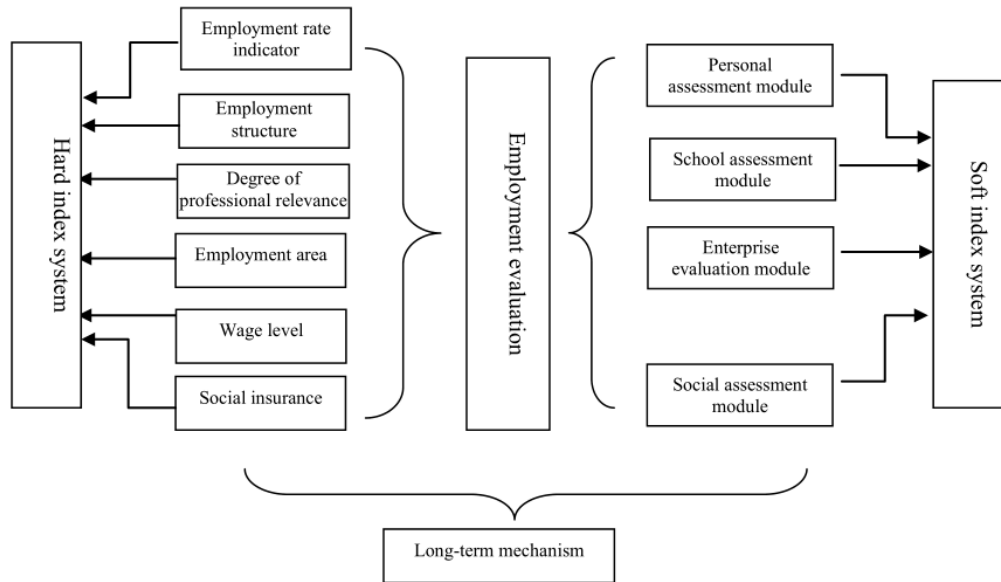 Hard index system
Employment rate
indicator
Employment
structure
Degree of
professional relevance
Employment area
Wage level
Social insurance
Employment evaluation
Personal
assessment module
School assessment
module
Enterprise
evaluation module
Social assessment
module
Soft index system
Long-term mechanism